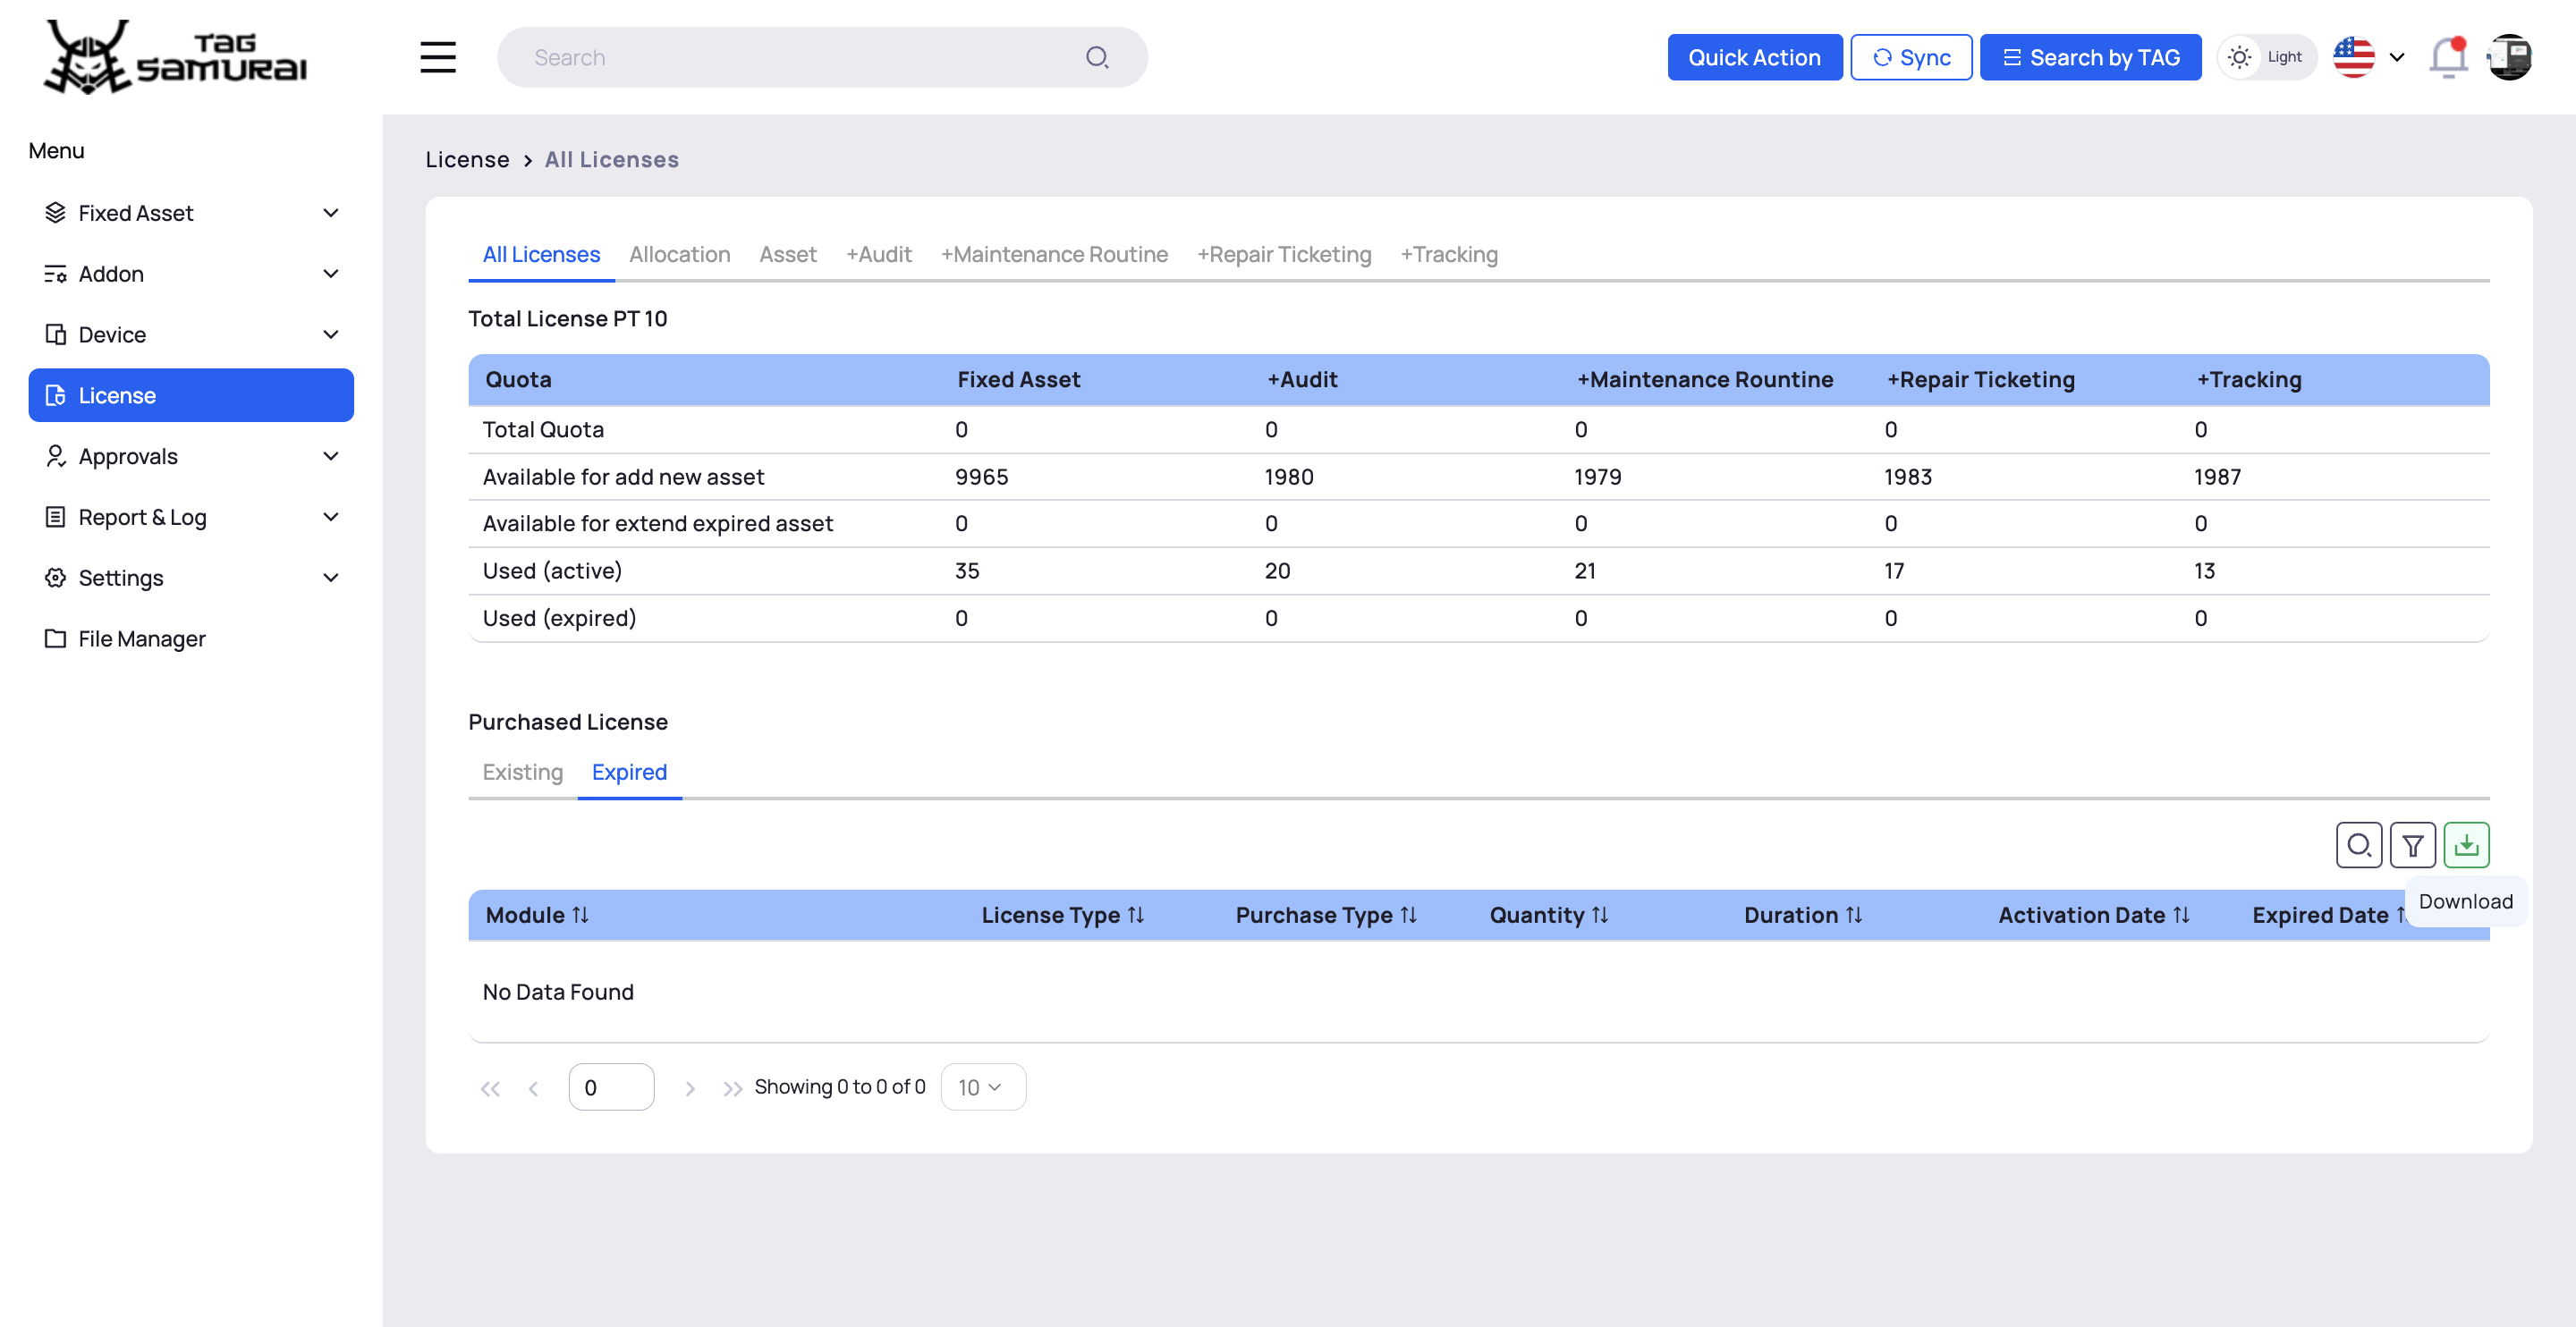 TAG SAMURAI
Search
Quick Action
Sync
Search by TAG
Light
Menu
Fixed Asset
Addon
Device
License
Approvals
Report & Log
Settings
File Manager
License > All Licenses
All Licenses Allocation Asset +Audit +Maintenance Routine +Repair Ticketing +Tracking
Total License PT 10
Quota Fixed Asset +Audit +Maintenance Rountine +Repair Ticketing +Tracking
Total Quota 0 0 0 0 0
Available for add new asset 9965 1980 1979 1983 1987
Available for extend expired asset 0 0 0 0 0
Used (active) 35 20 21 17 13
Used (expired) 0 0 0 0 0
Purchased License
Existing Expired
Download
Module License Type Purchase Type Quantity Duration Activation Date Expired Date
No Data Found
0 Showing 0 to 0 of 0 10